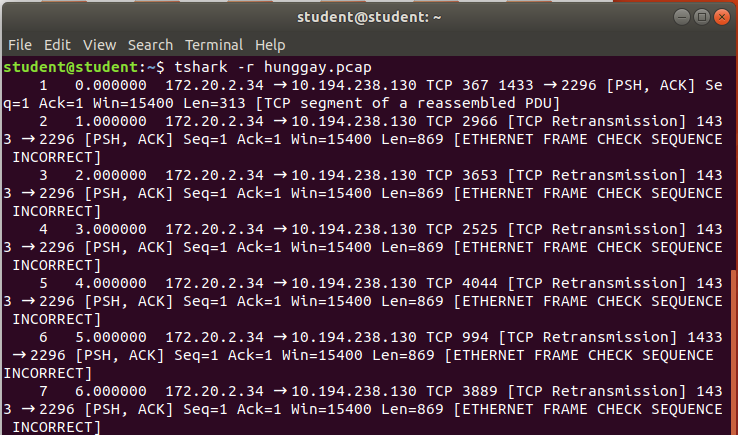 student@student: ~
File Edit View Search Terminal Help
student@student:~$ tshark -r hunggay.pcap
    1   0.000000  172.20.2.34 → 10.194.238.130 TCP 367 1433 → 2296 [PSH, ACK] Se
q=1 Ack=1 Win=15400 Len=313 [TCP segment of a reassembled PDU]
    2   1.000000  172.20.2.34 → 10.194.238.130 TCP 2966 [TCP Retransmission] 143
3 → 2296 [PSH, ACK] Seq=1 Ack=1 Win=15400 Len=869 [ETHERNET FRAME CHECK SEQUENCE
 INCORRECT]
    3   2.000000  172.20.2.34 → 10.194.238.130 TCP 3653 [TCP Retransmission] 143
3 → 2296 [PSH, ACK] Seq=1 Ack=1 Win=15400 Len=869 [ETHERNET FRAME CHECK SEQUENCE
 INCORRECT]
    4   3.000000  172.20.2.34 → 10.194.238.130 TCP 2525 [TCP Retransmission] 143
3 → 2296 [PSH, ACK] Seq=1 Ack=1 Win=15400 Len=869 [ETHERNET FRAME CHECK SEQUENCE
 INCORRECT]
    5   4.000000  172.20.2.34 → 10.194.238.130 TCP 4044 [TCP Retransmission] 143
3 → 2296 [PSH, ACK] Seq=1 Ack=1 Win=15400 Len=869 [ETHERNET FRAME CHECK SEQUENCE
 INCORRECT]
    6   5.000000  172.20.2.34 → 10.194.238.130 TCP 994 [TCP Retransmission] 1433
 → 2296 [PSH, ACK] Seq=1 Ack=1 Win=15400 Len=869 [ETHERNET FRAME CHECK SEQUENCE
INCORRECT]
    7   6.000000  172.20.2.34 → 10.194.238.130 TCP 3889 [TCP Retransmission] 143
3 → 2296 [PSH, ACK] Seq=1 Ack=1 Win=15400 Len=869 [ETHERNET FRAME CHECK SEQUENCE
 INCORRECT]